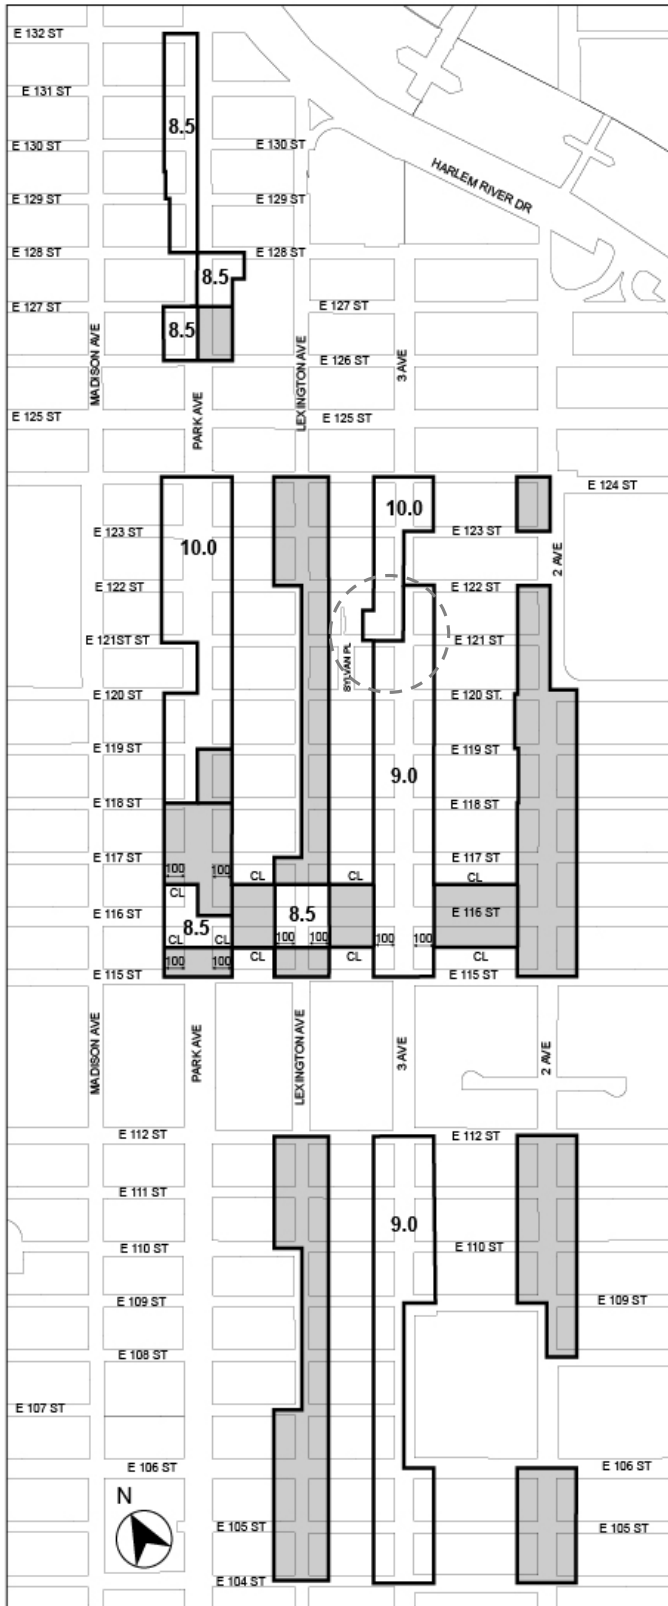 E 132 ST
E 131 ST
8.5
E 130 ST
E 130 ST
HARLEM RIVER DR
E 129 ST
E 129 ST
E 128 ST
E 128 ST
8.5
E 127 ST
E 127 ST
8.5
MADISON AVE
LEXINGTON AVE
3 AVE
E 126 ST
PARK AVE
E 125 ST
E 125 ST
E 124 ST
10.0
E 123 ST
E 123 ST
10.0
2 AVE
E 122 ST
E 122 ST
E 121ST ST
E 121 ST
SYLVAN PL
E 120 ST
E 120 ST.
E 119 ST
E 119 ST
9.0
E 118 ST
E 118 ST
E 117 ST
E 117 ST
100
100
CL
CL
CL
CL
E 116 ST
8.5
E 116 ST
8.5
CL
CL
100
100
100
100
CL
CL
CL
100
100
E 115 ST
E 115 ST
MADISON AVE
PARK AVE
LEXINGTON AVE
3 AVE
2 AVE
E 112 ST
E 112 ST
E 111 ST
9.0
E 110 ST
E 110 ST
E 109 ST
E 109 ST
E 108 ST
E 107 ST
E 106 ST
E 106 ST
N
E 105 ST
E 105 ST
E 104 ST